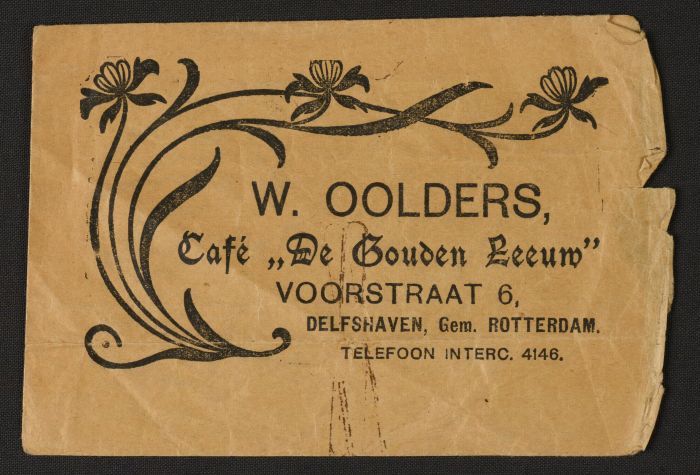 W. OOLDERS,
Café „De Gouden Leeuw”
VOORSTRAAT 6,
DELFSHAVEN, Gem. ROTTERDAM.
TELEFOON INTERC. 4146.